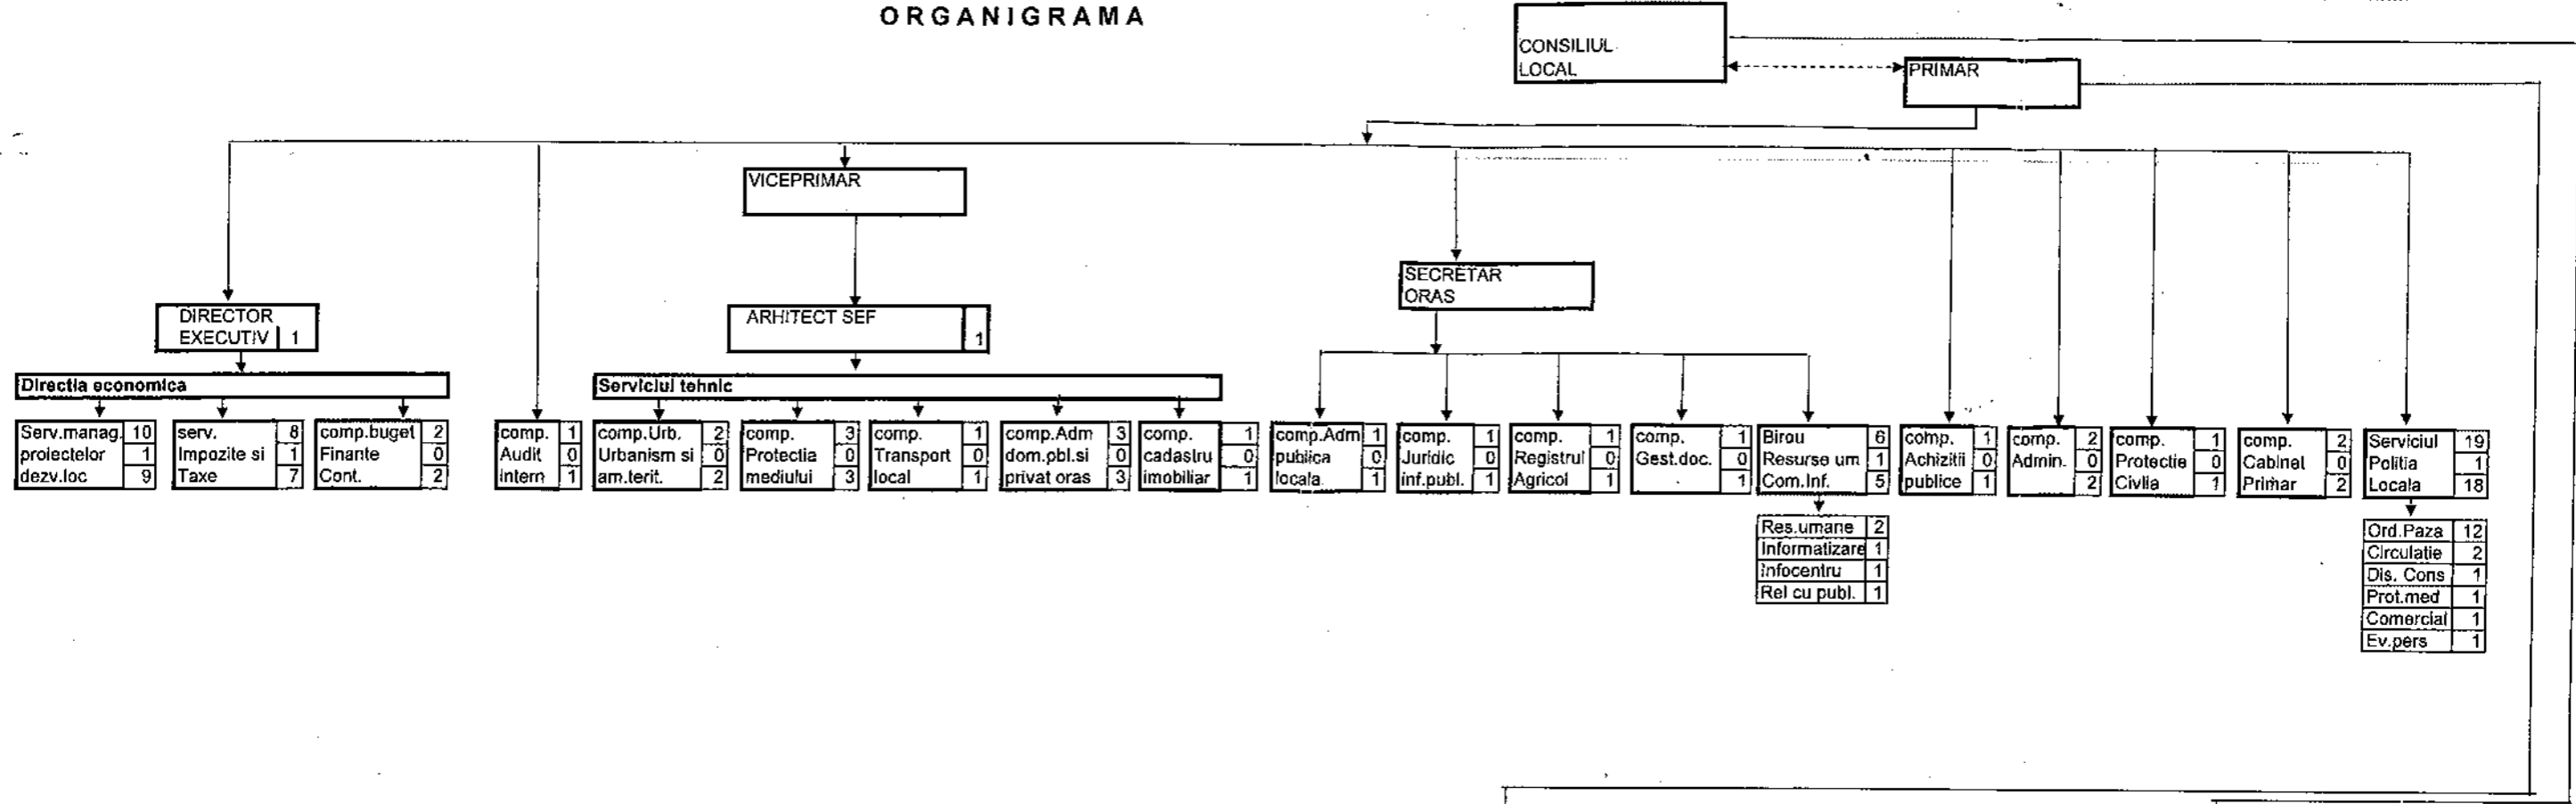 ORGANIGRAMA
CONSILIUL
LOCAL
PRIMAR
VICEPRIMAR
SECRETAR
ORAS
DIRECTOR
EXECUTIV 1
ARHITECT SEF
1
Directia economica
Serviciul tehnic
Serv.manag. 10
proiectelor 1
dezv.loc 9
serv. 8
Impozite si 1
Taxe 7
comp.buget 2
Finante 0
Cont. 2
comp. 1
Audit 0
Intern 1
comp.Urb. 2
Urbanism si 0
am.terit. 2
comp. 3
Protectia 0
mediului 3
comp. 1
Transport 0
local 1
comp.Adm 3
dom.pbl.si 0
privat oras 3
comp. 1
cadastru 0
imobiliar 1
comp.Adm 1
publica 0
locala 1
comp. 1
Juridic 0
inf.publ. 1
comp. 1
Registrul 0
Agricol 1
comp. 1
Gest.doc. 0
1
Birou 6
Resurse um 1
Com.Inf. 5
comp. 1
Achizitii 0
publice 1
comp. 2
Admin. 0
2
comp. 1
Protectie 0
Civila 1
comp. 2
Cabinet 0
Primar 2
Serviciul 19
Politia 1
Locala 18
Res.umane 2
Informatizare 1
Infocentru 1
Rel cu publ. 1
Ord.Paza 12
Circulatie 2
Dis. Cons 1
Prot.med 1
Comercial 1
Ev.pers 1